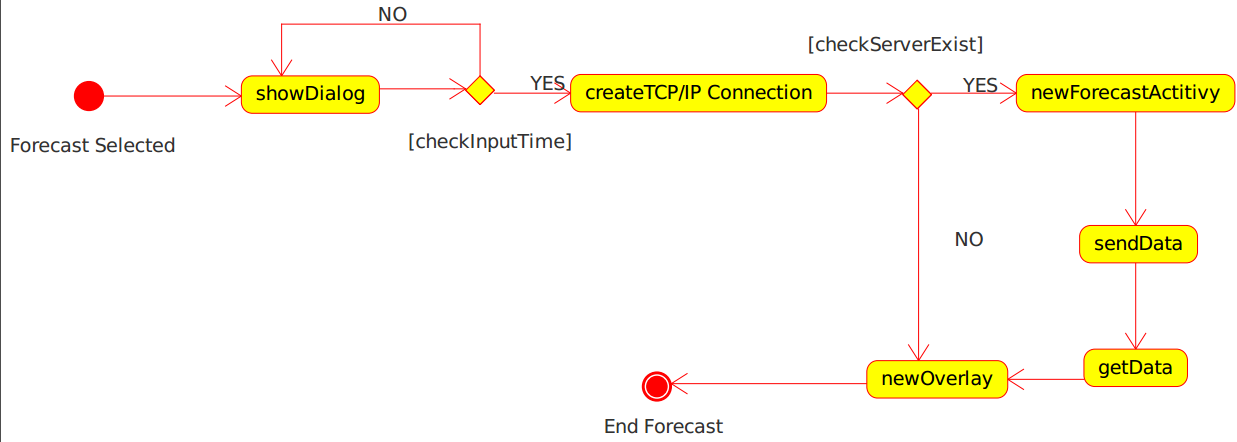 NO
[checkServerExist]
showDialog
YES
createTCP/IP Connection
YES
newForecastActitivy
Forecast Selected
[checkInputTime]
NO
sendData
getData
newOverlay
End Forecast